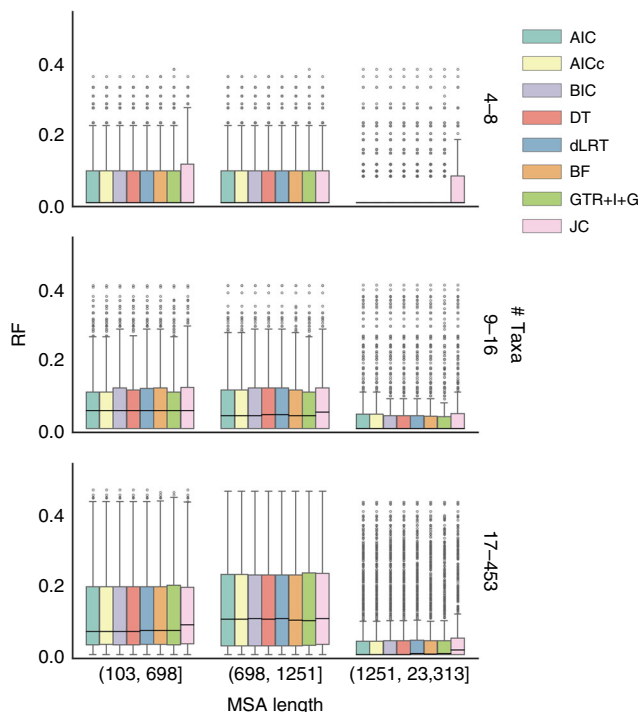 0.4
0.2
0.0
4–8
AIC
AICc
BIC
DT
dLRT
BF
GTR+I+G
JC
0.4
0.2
0.0
9–16
# Taxa
RF
0.4
0.2
0.0
17–453
(103, 698]
(698, 1251]
(1251, 23,313]
MSA length